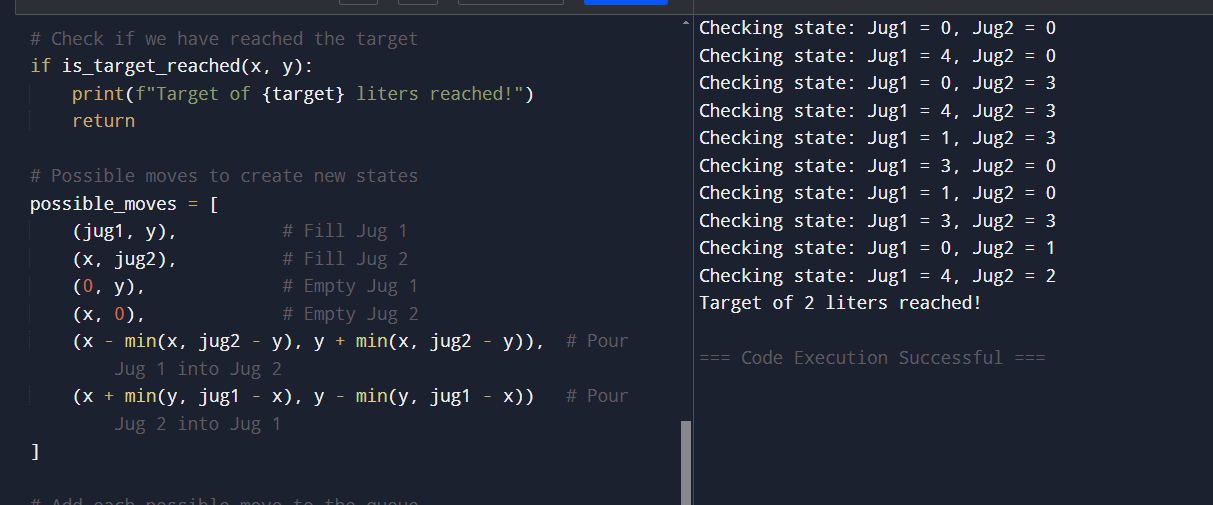 # Check if we have reached the target
if is_target_reached(x, y):
    print(f"Target of {target} liters reached!")
    return
# Possible moves to create new states
possible_moves = [
    (jug1, y),          # Fill Jug 1
    (x, jug2),          # Fill Jug 2
    (0, y),             # Empty Jug 1
    (x, 0),             # Empty Jug 2
    (x - min(x, jug2 - y), y + min(x, jug2 - y)),  # Pour
        Jug 1 into Jug 2
    (x + min(y, jug1 - x), y - min(y, jug1 - x))   # Pour
        Jug 2 into Jug 1
]
# Add each possible move to the queue
Checking state: Jug1 = 0, Jug2 = 0
Checking state: Jug1 = 4, Jug2 = 0
Checking state: Jug1 = 0, Jug2 = 3
Checking state: Jug1 = 4, Jug2 = 3
Checking state: Jug1 = 1, Jug2 = 3
Checking state: Jug1 = 3, Jug2 = 0
Checking state: Jug1 = 1, Jug2 = 0
Checking state: Jug1 = 3, Jug2 = 3
Checking state: Jug1 = 0, Jug2 = 1
Checking state: Jug1 = 4, Jug2 = 2
Target of 2 liters reached!
=== Code Execution Successful ===